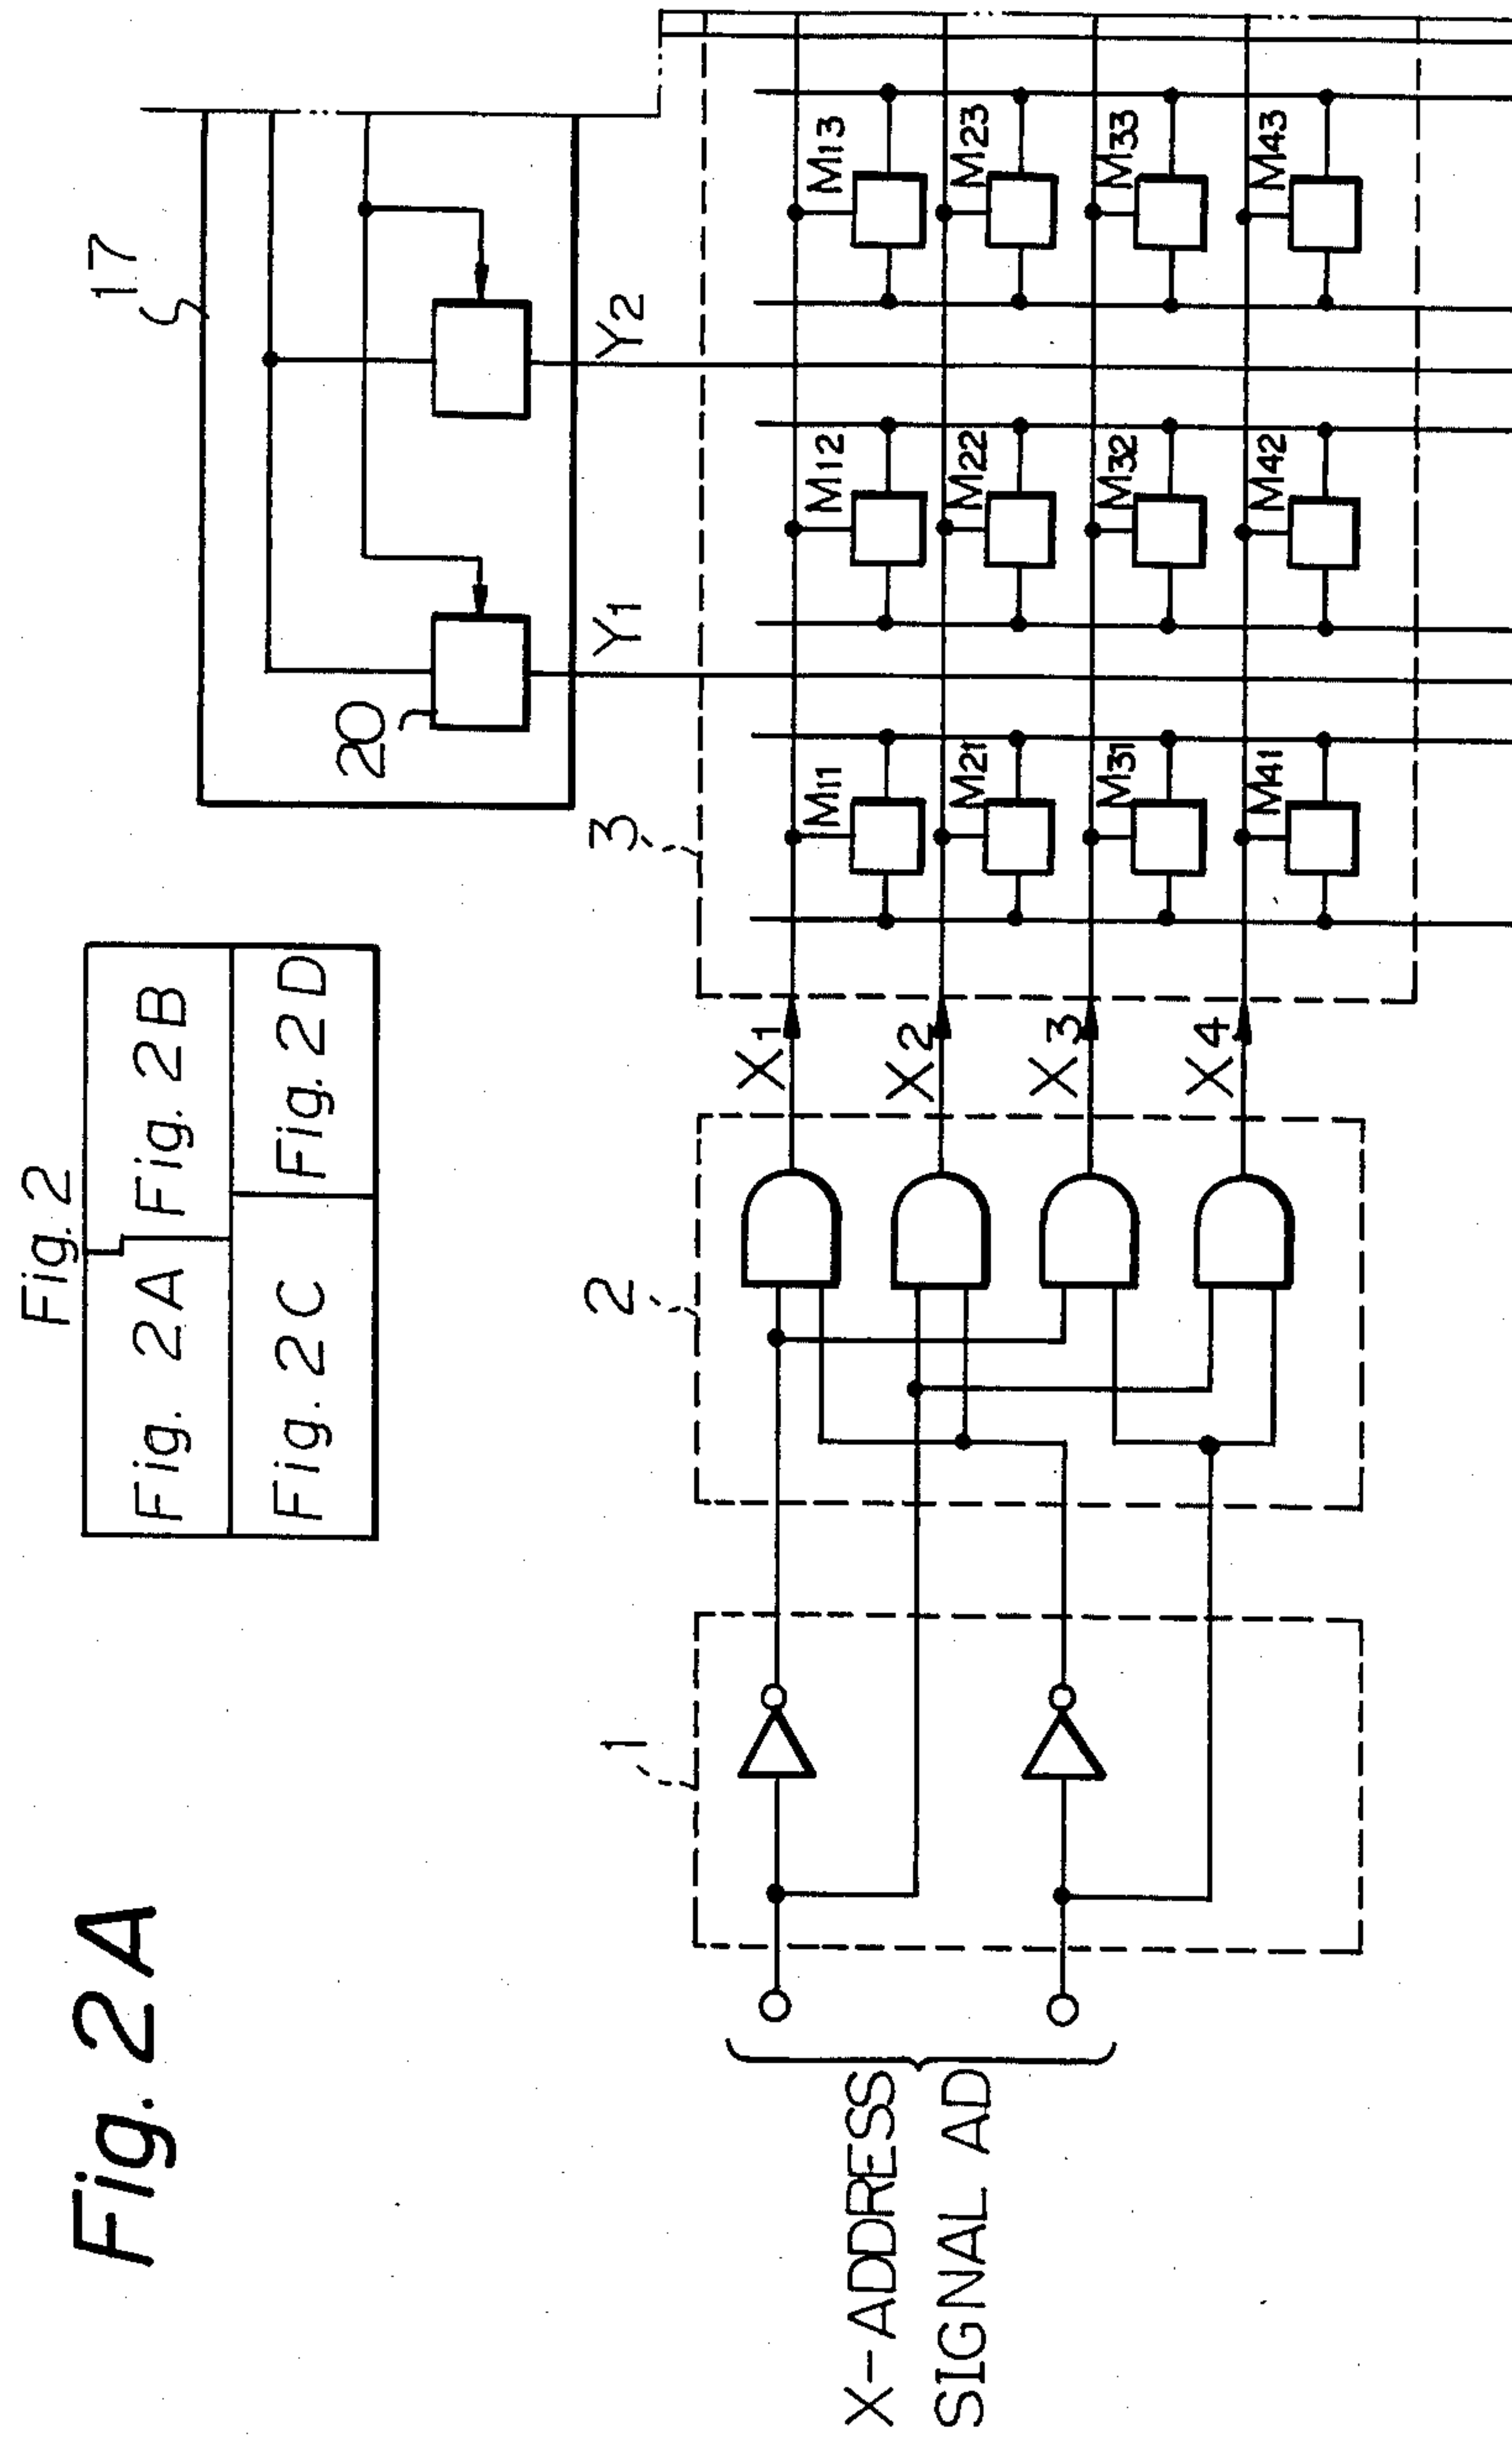 Fig. 2A
Fig. 2
Fig. 2A
Fig. 2B
Fig. 2C
Fig. 2D
17
20
Y1
Y2
1
2
3
X-ADDRESS
SIGNAL AD
X1
X2
X3
X4
M11
M12
M13
M21
M22
M23
M31
M32
M33
M41
M42
M43